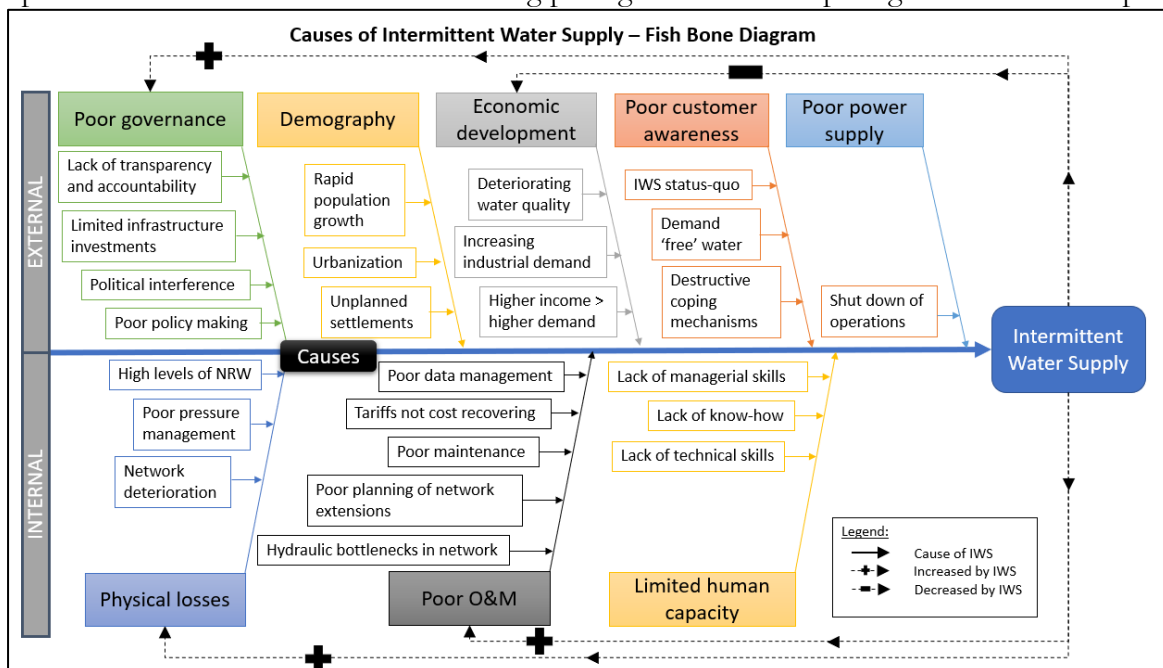 Causes of Intermittent Water Supply – Fish Bone Diagram
EXTERNAL
Poor governance
Demography
Economic
development
Poor customer
awareness
Poor power
supply
Lack of transparency
and accountability
Limited infrastructure
investments
Political interference
Poor policy making
Rapid
population
growth
Urbanization
Unplanned
settlements
Deteriorating
water quality
Increasing
industrial demand
Higher income >
higher demand
IWS status-quo
Demand
‘free’ water
Destructive
coping
mechanisms
Shut down of
operations
Causes
Intermittent
Water Supply
INTERNAL
High levels of NRW
Poor pressure
management
Network
deterioration
Poor data management
Tariffs not cost recovering
Poor maintenance
Poor planning of network
extensions
Hydraulic bottlenecks in network
Lack of managerial skills
Lack of know-how
Lack of technical skills
Physical losses
Poor O&M
Limited human
capacity
Legend:
Cause of IWS
Increased by IWS
Decreased by IWS